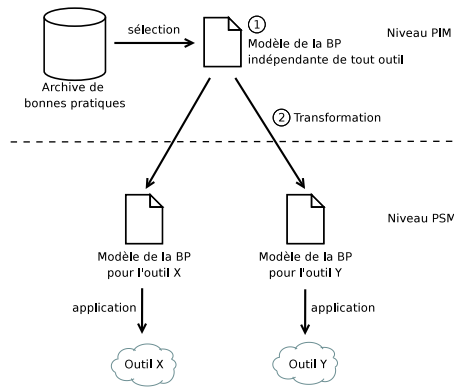 sélection
①
Niveau PIM
Modèle de la BP
indépendante de tout outil
Archive de
bonnes pratiques
② Transformation
Niveau PSM
Modèle de la BP
pour l'outil X
Modèle de la BP
pour l'outil Y
application
application
Outil X
Outil Y